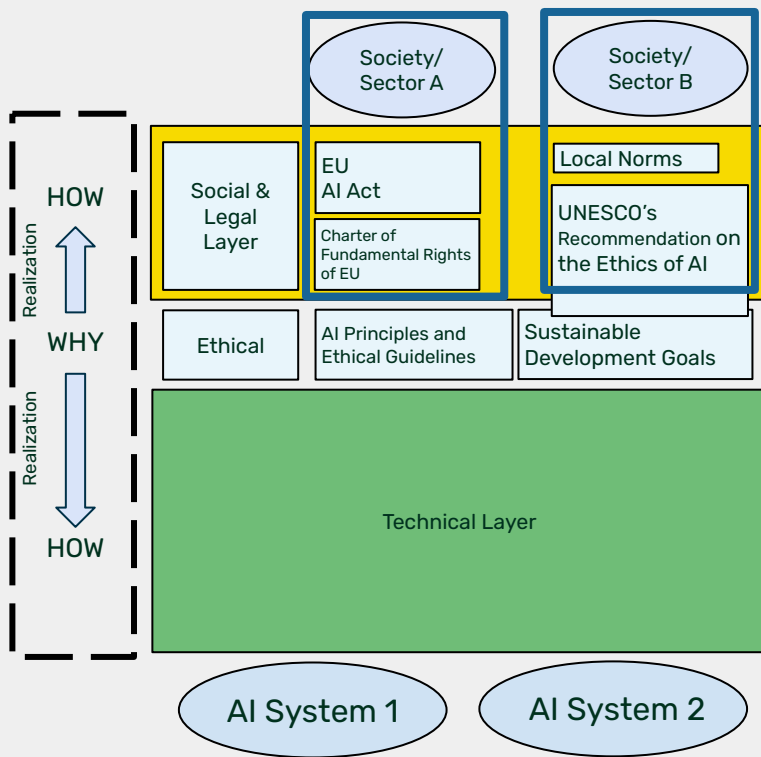 Society/
Sector A
Society/
Sector B
HOW
Realization
WHY
Realization
HOW
Social &
Legal
Layer
EU
AI Act
Charter of
Fundamental Rights
of EU
Local Norms
UNESCO's
Recommendation on
the Ethics of AI
Ethical
AI Principles and
Ethical Guidelines
Sustainable
Development Goals
Technical Layer
AI System 1
AI System 2